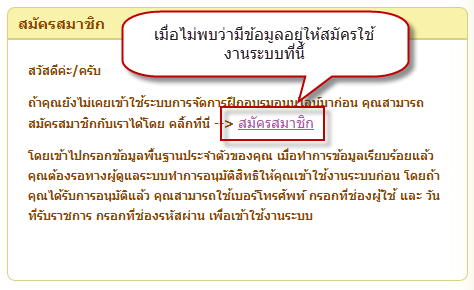 สมัครสมาชิก
เมื่อไม่พบว่ามีข้อมูลอยู่ให้สมัครใช้
งานระบบที่นี้
สวัสดีค่ะ/ครับ
ถ้าคุณยังไม่เคยเข้าใช้ระบบการจัดการฝึกอบรมออนไลน์มาก่อน คุณสามารถ
สมัครสมาชิกกับเราได้โดย คลิ๊กที่นี่ --> สมัครสมาชิก
โดยเข้าไปกรอกข้อมูลพื้นฐานประจำตัวของคุณ เมื่อทำการข้อมูลเรียบร้อยแล้ว
คุณต้องรอทางผู้ดูแลระบบทำการอนุมัติสิทธิให้คุณเข้าใช้งานระบบก่อน โดยถ้า
คุณได้รับการอนุมัติแล้ว คุณสามารถใช้เบอร์โทรศัพท์ กรอกที่ช่องผู้ใช้ และ วัน
ที่รับราชการ กรอกที่ช่องรหัสผ่าน เพื่อเข้าใช้งานระบบ